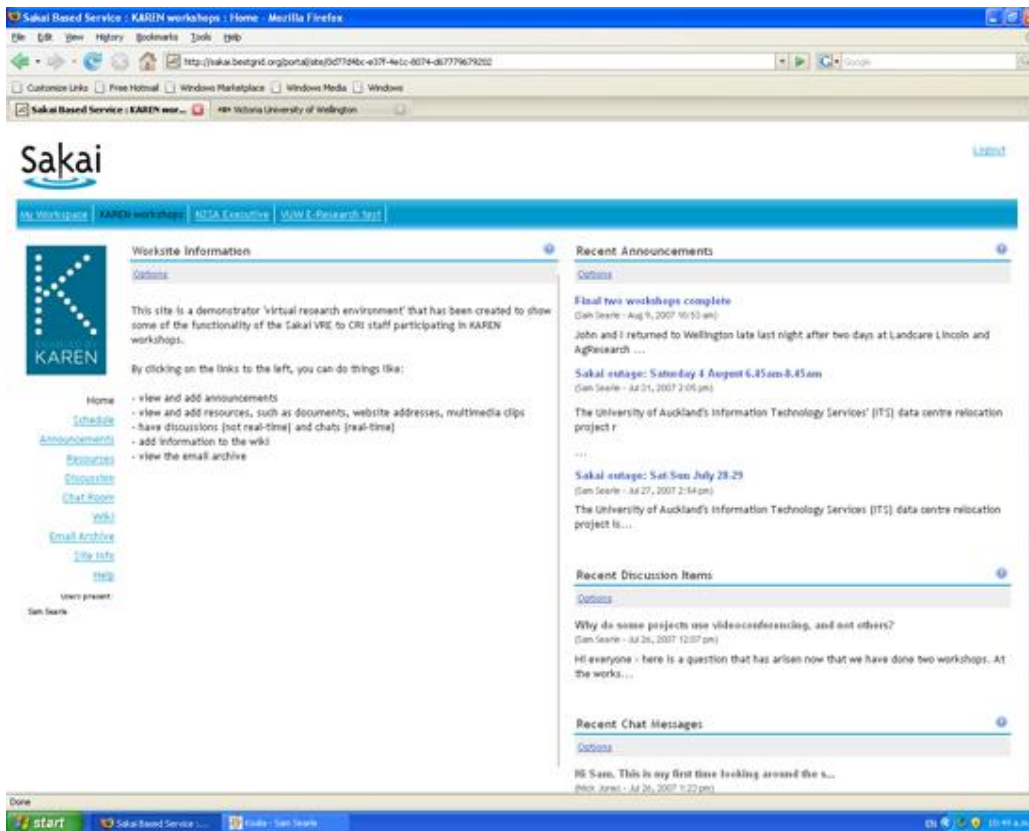 Sakai Based Service : KAREN workshops : Home - Mozilla Firefox
File Edit View History Bookmarks Tools Help
Google
Customize Links Free Hotmail Windows Marketplace Windows Media Windows
Sakai Based Service : KAREN wor... Victoria University of Wellington
Sakai
Logout
My Workspace KAREN workshops NZSA Executive VUW E-Research test
KAREN
Home
Schedule
Announcements
Resources
Discussion
Chat Room
Wiki
Email Archive
Site Info
Help
Users present:
Sam Searle
Worksite Information
Options
This site is a demonstrator 'virtual research environment' that has been created to show
some of the functionality of the Sakai VRE to CRI staff participating in KAREN
workshops.
By clicking on the links to the left, you can do things like:
- view and add announcements
- view and add resources, such as documents, website addresses, multimedia clips
- have discussions (not real-time) and chats (real-time)
- add information to the wiki
- view the email archive
Recent Announcements
Options
Final two workshops complete
(Sam Searle - Aug 9, 2007 10:53 am)
John and I returned to Wellington late last night after two days at Landcare Lincoln and
AgResearch ...
Sakai outage: Saturday 4 August 6.45am-8.45am
(Sam Searle - Jul 31, 2007 2:05 pm)
The University of Auckland's Information Technology Services' (ITS) data centre relocation
project r
...
Sakai outage: Sat/Sun July 28-29
(Sam Searle - Jul 27, 2007 2:54 pm)
The University of Auckland's Information Technology Services (ITS) data centre relocation
project is...
Recent Discussion Items
Options
Why do some projects use videoconferencing, and not others?
(Sam Searle - Jul 26, 2007 12:07 pm)
Hi everyone - here is a question that has arisen now that we have done two workshops. At
the works...
Recent Chat Messages
Options
Hi Sam. This is my first time looking around the s...
(Nick Jones - Jul 26, 2007 1:22 pm)
Done
start Sakai Based Service :... - Sam Searle EN 10:49 a.m.